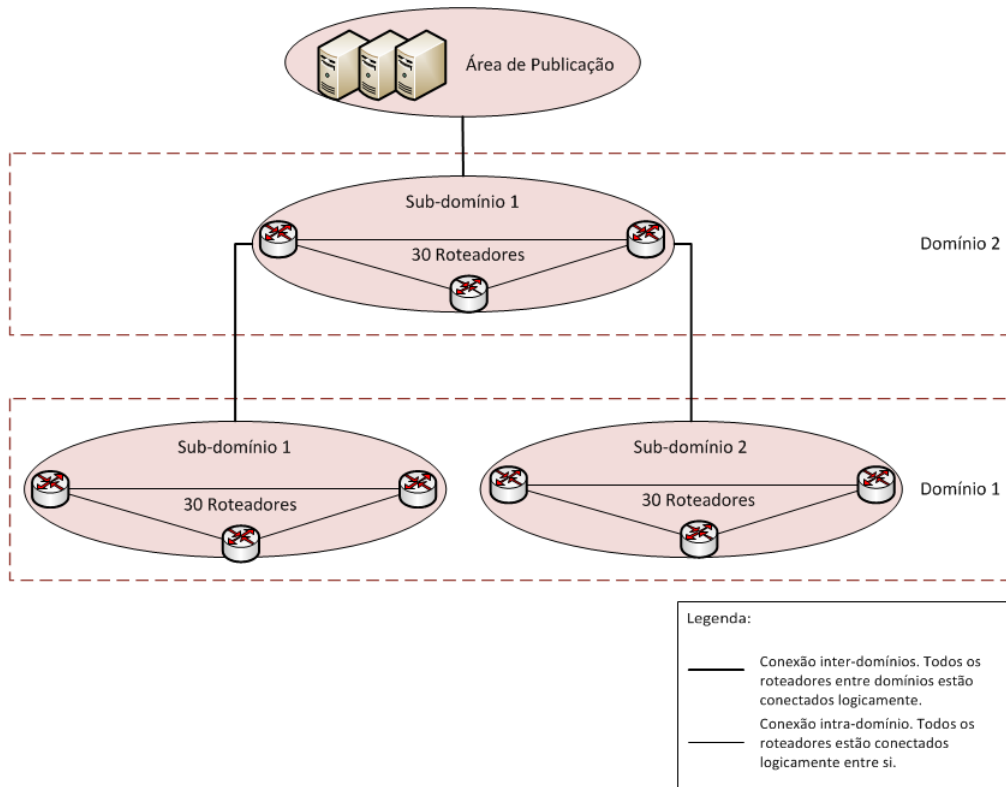 Área de Publicação
Sub-domínio 1
30 Roteadores
Domínio 2
Sub-domínio 1
30 Roteadores
Sub-domínio 2
30 Roteadores
Domínio 1
Legenda:
Conexão inter-domínios. Todos os
roteadores entre domínios estão
conectados logicamente.
Conexão intra-domínio. Todos os
roteadores estão conectados
logicamente entre si.